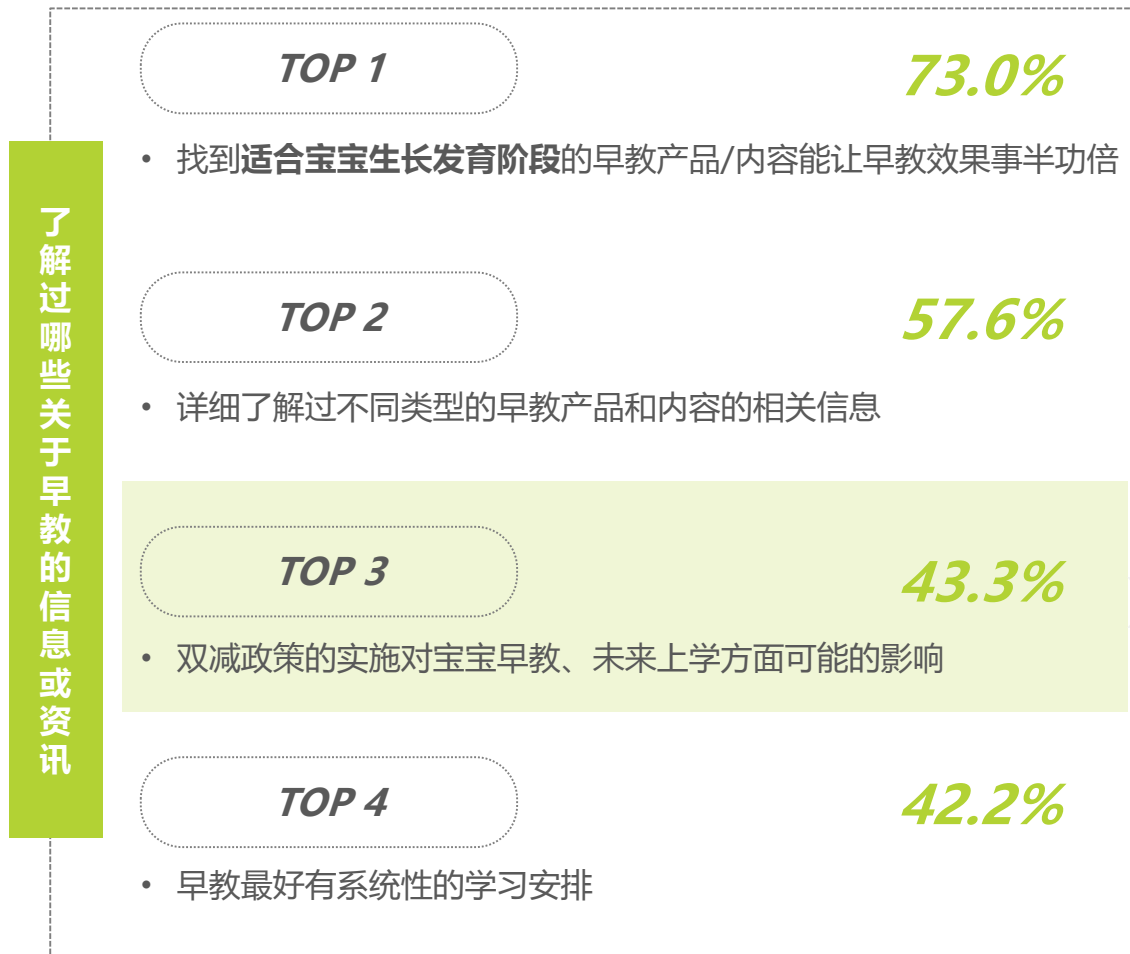 了解过哪些关于早教的信息或资讯
TOP 1
73.0%
• 找到适合宝宝生长发育阶段的早教产品/内容能让早教效果事半功倍
TOP 2
57.6%
• 详细了解过不同类型的早教产品和内容的相关信息
TOP 3
43.3%
• 双减政策的实施对宝宝早教、未来上学方面可能的影响
TOP 4
42.2%
• 早教最好有系统性的学习安排